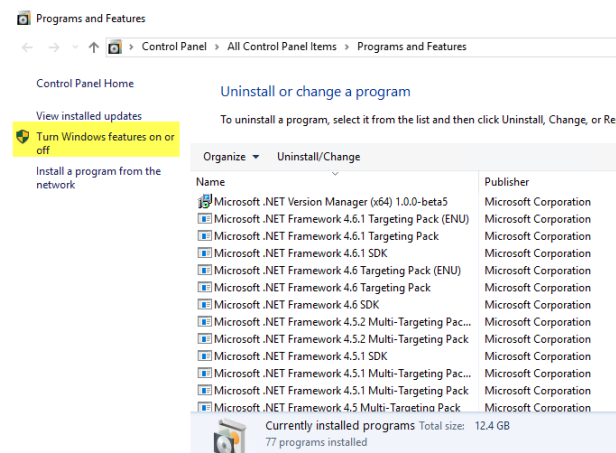 Programs and Features
Control Panel > All Control Panel Items > Programs and Features
Control Panel Home
View installed updates
Turn Windows features on or
off
Install a program from the
network
Uninstall or change a program
To uninstall a program, select it from the list and then click Uninstall, Change, or Re
Organize Uninstall/Change
Name Publisher
Microsoft .NET Version Manager (x64) 1.0.0-beta5 Microsoft Corporation
Microsoft .NET Framework 4.6.1 Targeting Pack (ENU) Microsoft Corporation
Microsoft .NET Framework 4.6.1 Targeting Pack Microsoft Corporation
Microsoft .NET Framework 4.6.1 SDK Microsoft Corporation
Microsoft .NET Framework 4.6 Targeting Pack (ENU) Microsoft Corporation
Microsoft .NET Framework 4.6 Targeting Pack Microsoft Corporation
Microsoft .NET Framework 4.6 SDK Microsoft Corporation
Microsoft .NET Framework 4.5.2 Multi-Targeting Pac... Microsoft Corporation
Microsoft .NET Framework 4.5.2 Multi-Targeting Pack Microsoft Corporation
Microsoft .NET Framework 4.5.1 SDK Microsoft Corporation
Microsoft .NET Framework 4.5.1 Multi-Targeting Pac... Microsoft Corporation
Microsoft .NET Framework 4.5.1 Multi-Targeting Pack Microsoft Corporation
Microsoft .NET Framework 4.5 Multi-Targeting Pack Microsoft Corporation
Currently installed programs Total size: 12.4 GB
77 programs installed